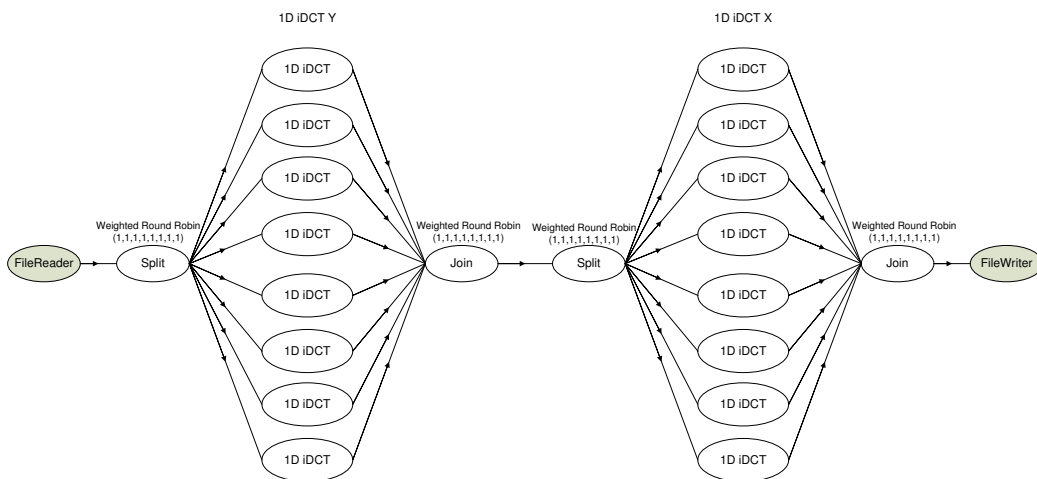 1D iDCT Y
1D iDCT X
1D iDCT
1D iDCT
1D iDCT
1D iDCT
1D iDCT
1D iDCT
Weighted Round Robin
(1,1,1,1,1,1,1,1)
1D iDCT
Weighted Round Robin
(1,1,1,1,1,1,1,1)
Weighted Round Robin
(1,1,1,1,1,1,1,1)
1D iDCT
Weighted Round Robin
(1,1,1,1,1,1,1,1)
FileReader
Split
Join
Split
Join
FileWriter
1D iDCT
1D iDCT
1D iDCT
1D iDCT
1D iDCT
1D iDCT
1D iDCT
1D iDCT